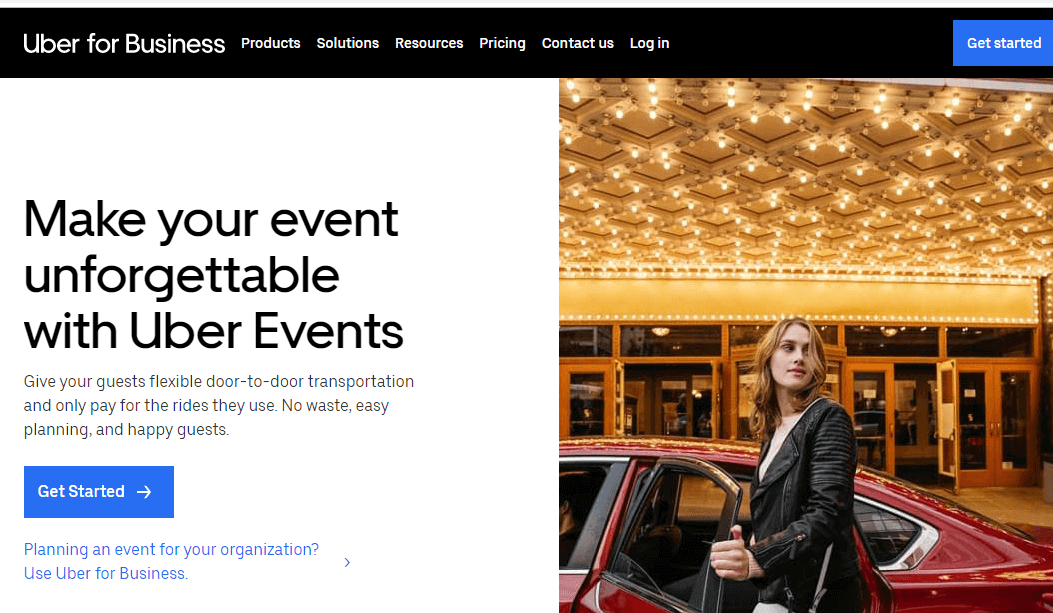 Uber for Business Products Solutions Resources Pricing Contact us Log in Get started
Make your event
unforgettable
with Uber Events
Give your guests flexible door-to-door transportation
and only pay for the rides they use. No waste, easy
planning, and happy guests.
Get Started →
Planning an event for your organization?
Use Uber for Business.